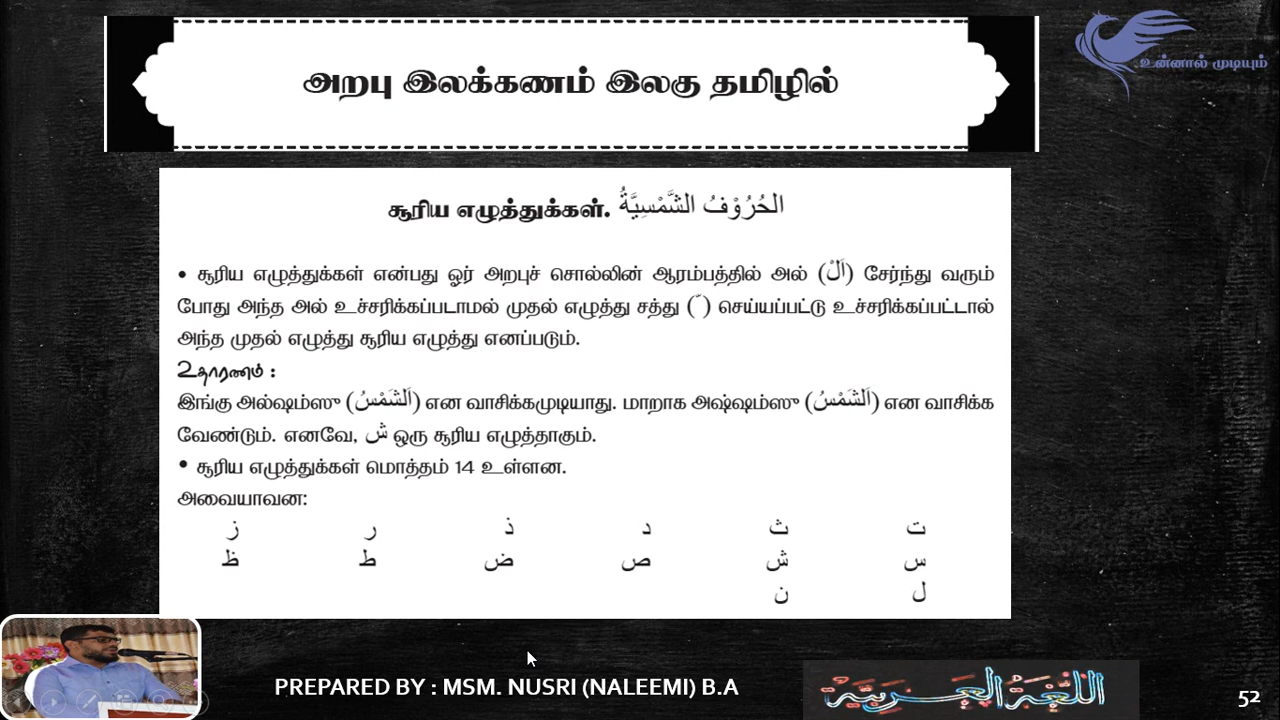 அறபு இலக்கணம் இலகு தமிழில்
உன்னால் முடியும்
சூரிய எழுத்துக்கள். الحُرُوْفُ الشَّمْسِيَّةُ
• சூரிய எழுத்துக்கள் என்பது ஓர் அறபுச் சொல்லின் ஆரம்பத்தில் அல் (اَلْ) சேர்ந்து வரும்
போது அந்த அல் உச்சரிக்கப்படாமல் முதல் எழுத்து சத்து ( ّ ) செய்யப்பட்டு உச்சரிக்கப்பட்டால்
அந்த முதல் எழுத்து சூரிய எழுத்து எனப்படும்.
உதாரணம் :
இங்கு அல்ஷம்ஸு (اَلشَمْسُ) என வாசிக்கமுடியாது. மாறாக அஷ்ஷம்ஸு (اَلشَمْسُ) என வாசிக்க
வேண்டும். எனவே, ش ஒரு சூரிய எழுத்தாகும்.
• சூரிய எழுத்துக்கள் மொத்தம் 14 உள்ளன.
அவையாவன:
ت ث د ذ ر ز
س ش ص ض ط ظ
ل ن
PREPARED BY : MSM. NUSRI (NALEEMI) B.A
اللغة العربية
52